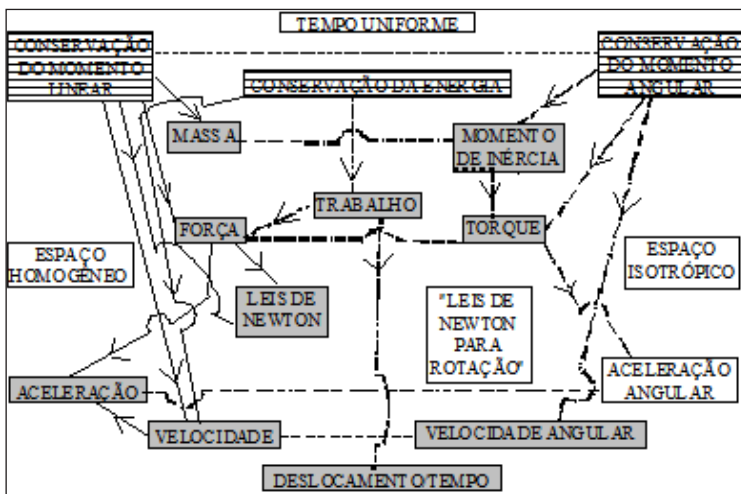 TEMPO UNIFORME
CONSERVAÇÃO
DO MOMENTO
LINEAR
CONSERVAÇÃO
DO MOMENTO
ANGULAR
CONSERVAÇÃO DA ENERGIA
MASSA
MOMENTO
DE INÉRCIA
TRABALHO
FORÇA
TORQUE
ESPAÇO
HOMOGÊNEO
ESPAÇO
ISOTRÓPICO
LEIS DE
NEWTON
"LEIS DE
NEWTON
PARA
ROTAÇÃO"
ACELERAÇÃO
ACELERAÇÃO
ANGULAR
VELOCIDADE
VELOCIDADE ANGULAR
DESLOCAMENTO/TEMPO